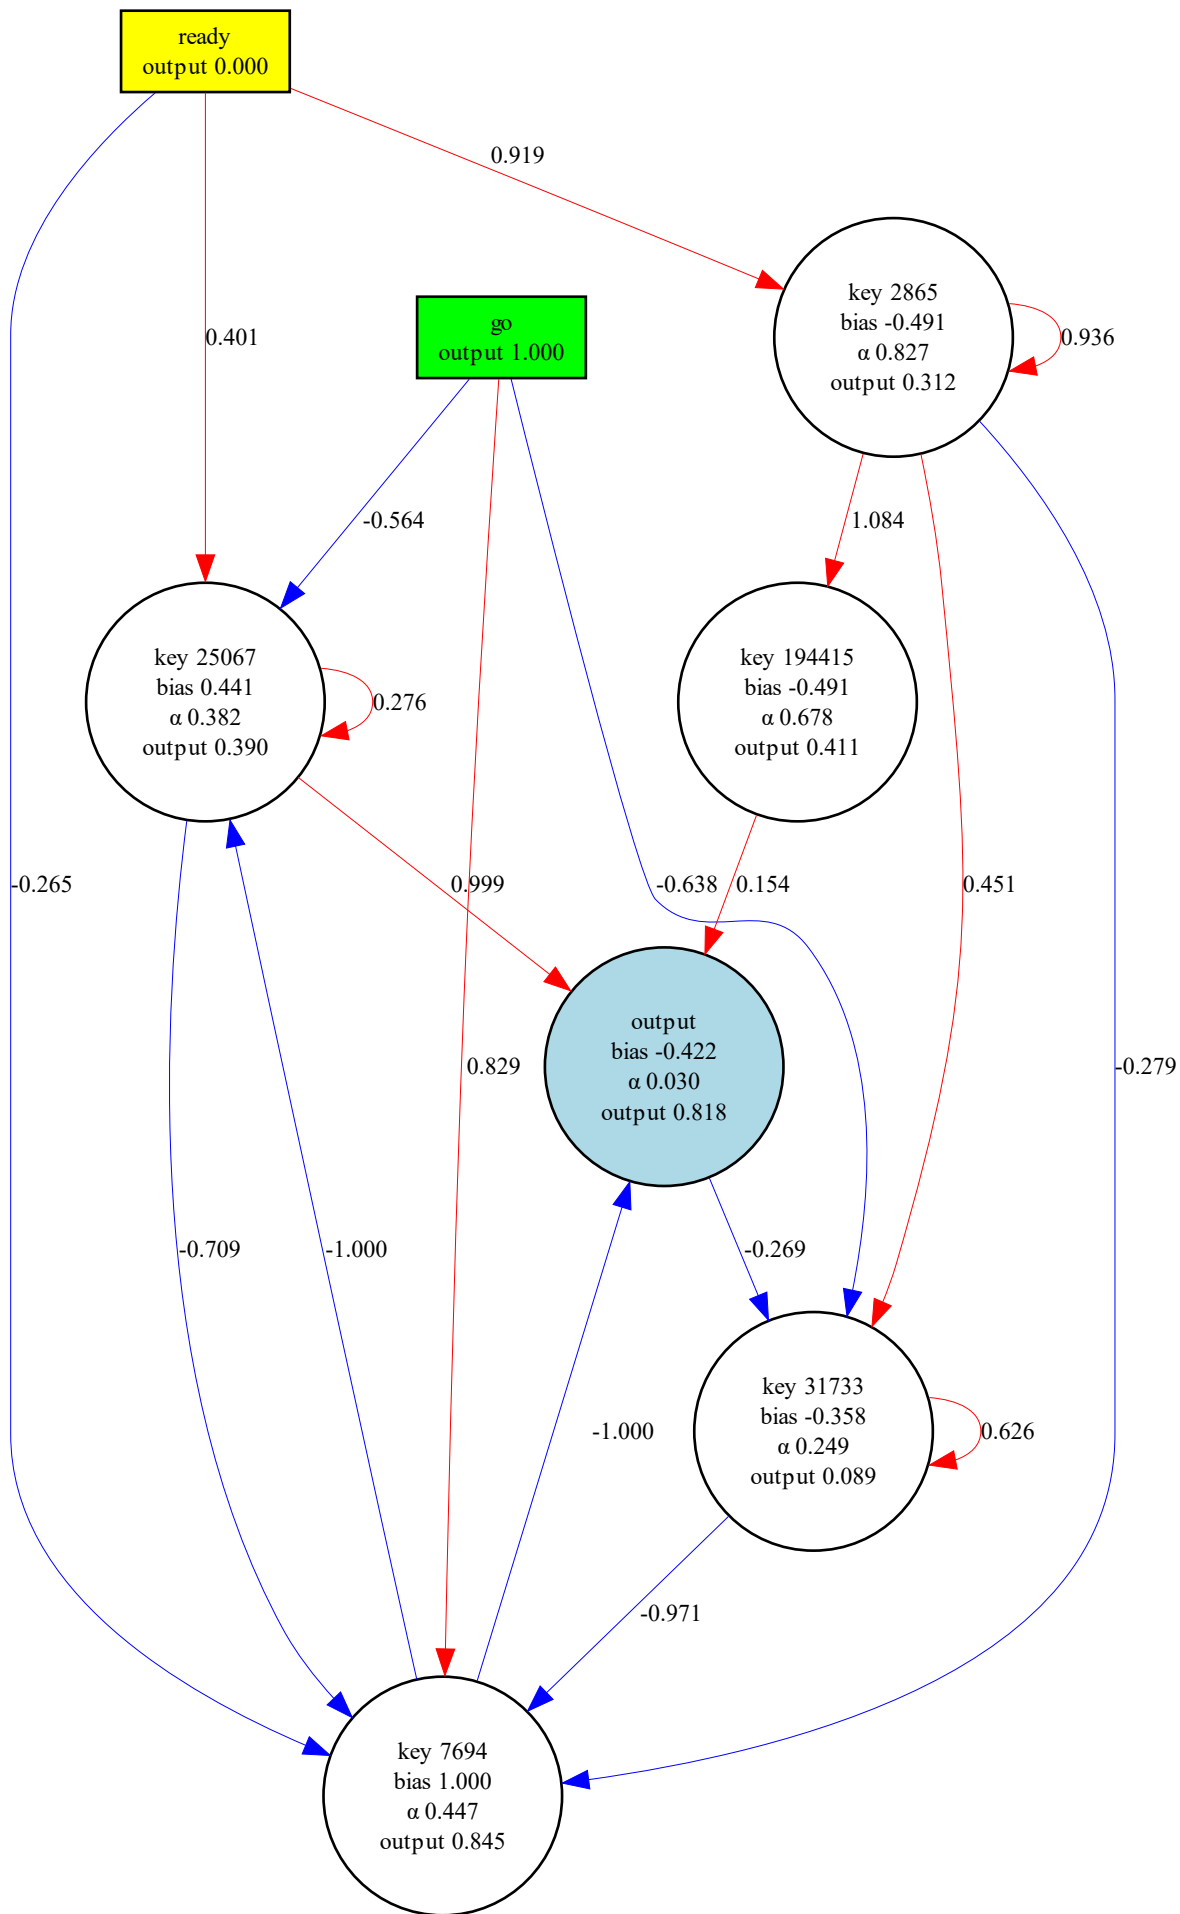 ready
output 0.000
0.919
key 2865
bias -0.491
α 0.827
output 0.312
0.936
go
output 1.000
0.401
-0.564
1.084
key 25067
bias 0.441
α 0.382
output 0.390
0.276
key 194415
bias -0.491
α 0.678
output 0.411
-0.265
0.999
-0.638
0.154
0.451
output
bias -0.422
α 0.030
output 0.818
0.829
-0.279
-0.709
-1.000
-0.269
key 31733
bias -0.358
α 0.249
output 0.089
0.626
-1.000
-0.971
key 7694
bias 1.000
α 0.447
output 0.845